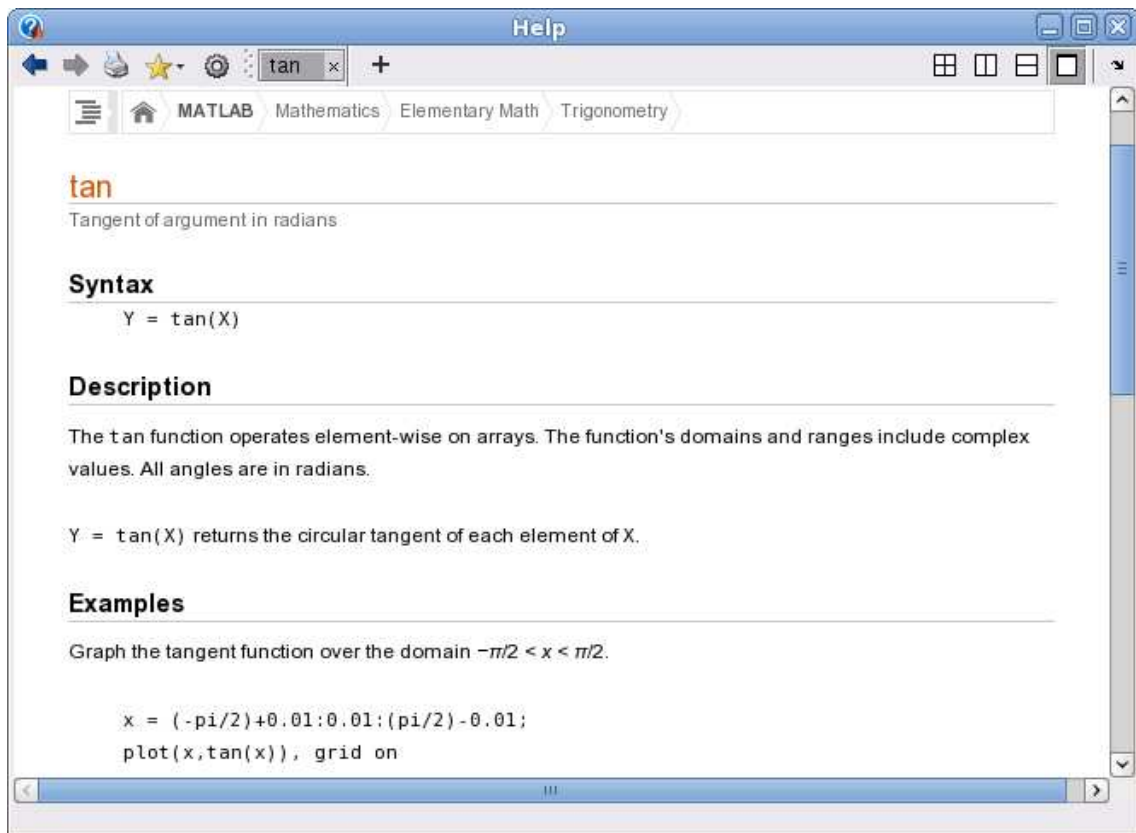 Help
tan
MATLAB Mathematics Elementary Math Trigonometry
tan
Tangent of argument in radians
Syntax
Y = tan(X)
Description
The tan function operates element-wise on arrays. The function's domains and ranges include complex
values. All angles are in radians.
Y = tan(X) returns the circular tangent of each element of X.
Examples
Graph the tangent function over the domain −π/2 < x < π/2.
x = (-pi/2)+0.01:0.01:(pi/2)-0.01;
plot(x,tan(x)), grid on